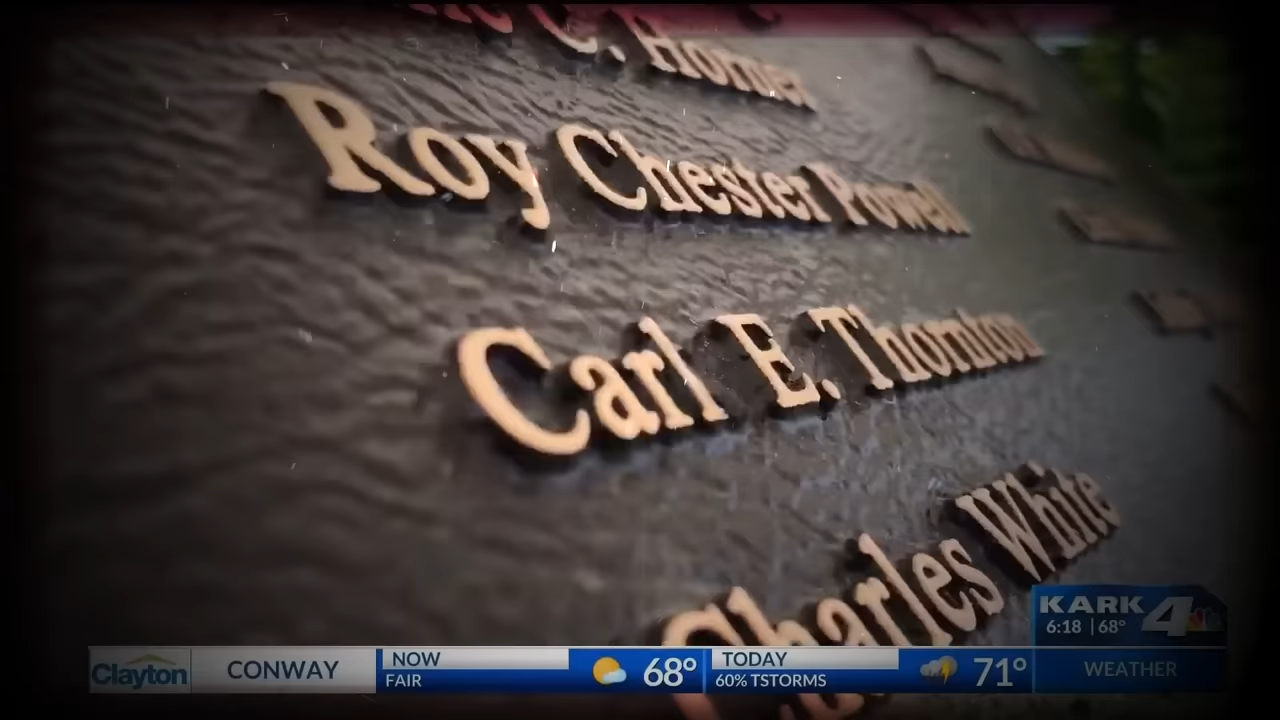 C. Horner
Roy Chester Powell
Carl E. Thornton
Charles White
KARK 4
6:18 | 68°
Clayton
CONWAY
NOW
FAIR
68°
TODAY
60% TSTORMS
71°
WEATHER